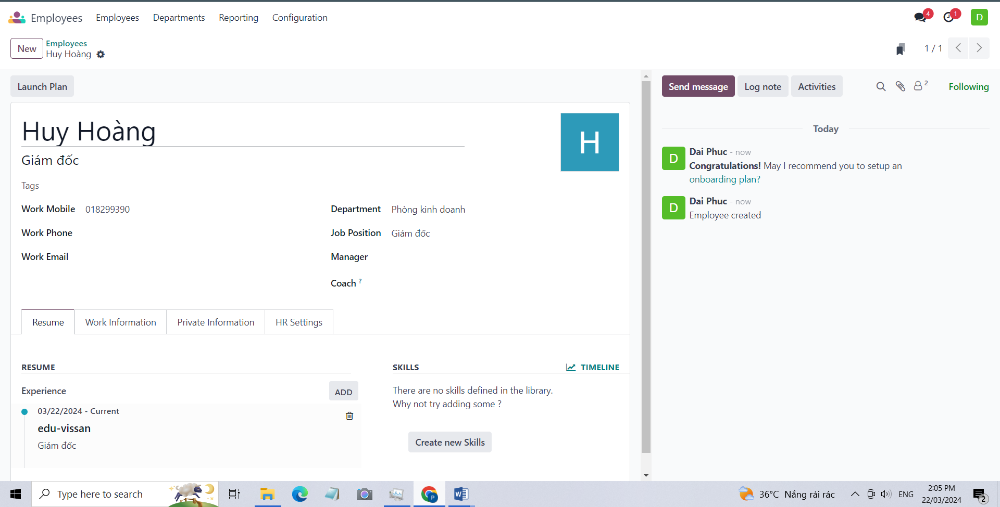 Employees Employees Departments Reporting Configuration 4 1 D
New Employees
Huy Hoàng 1 / 1
Launch Plan
Send message Log note Activities 2 Following
Huy Hoàng
H
Giám đốc
Tags
Work Mobile 018299390
Department Phòng kinh doanh
Work Phone
Job Position Giám đốc
Work Email
Manager
Coach ?
Today
D Dai Phuc - now
Congratulations! May I recommend you to setup an
onboarding plan?
D Dai Phuc - now
Employee created
Resume Work Information Private Information HR Settings
RESUME
Experience ADD
03/22/2024 - Current
edu-vissan
Giám đốc
SKILLS TIMELINE
There are no skills defined in the library.
Why not try adding some ?
Create new Skills
Type here to search P W 36°C Nắng rải rác ENG 2:05 PM
22/03/2024 2